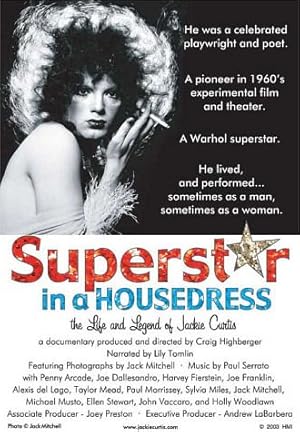 He was a celebrated
playwright and poet.
A pioneer in 1960's
experimental film
and theater.
A Warhol superstar.
He lived,
and performed...
sometimes as a man,
sometimes as a woman.
Superstar
in a HOUSEDRESS
the Life and Legend of Jackie Curtis
a documentary produced and directed by Craig Highberger
Narrated by Lily Tomlin
Featuring Photographs by Jack Mitchell • Music by Paul Serrato
with Penny Arcade, Joe Dallesandro, Harvey Fierstein, Joe Franklin,
Alexis del Lago, Taylor Mead, Paul Morrissey, Sylvia Miles, Jack Mitchell,
Michael Musto, Ellen Stewart, John Vaccaro, and Holly Woodlawn
Associate Producer - Joey Preston • Executive Producer - Andrew LaBarbera
Photo © Jack Mitchell
www.jackiecurtis.com
© 2003 HMI